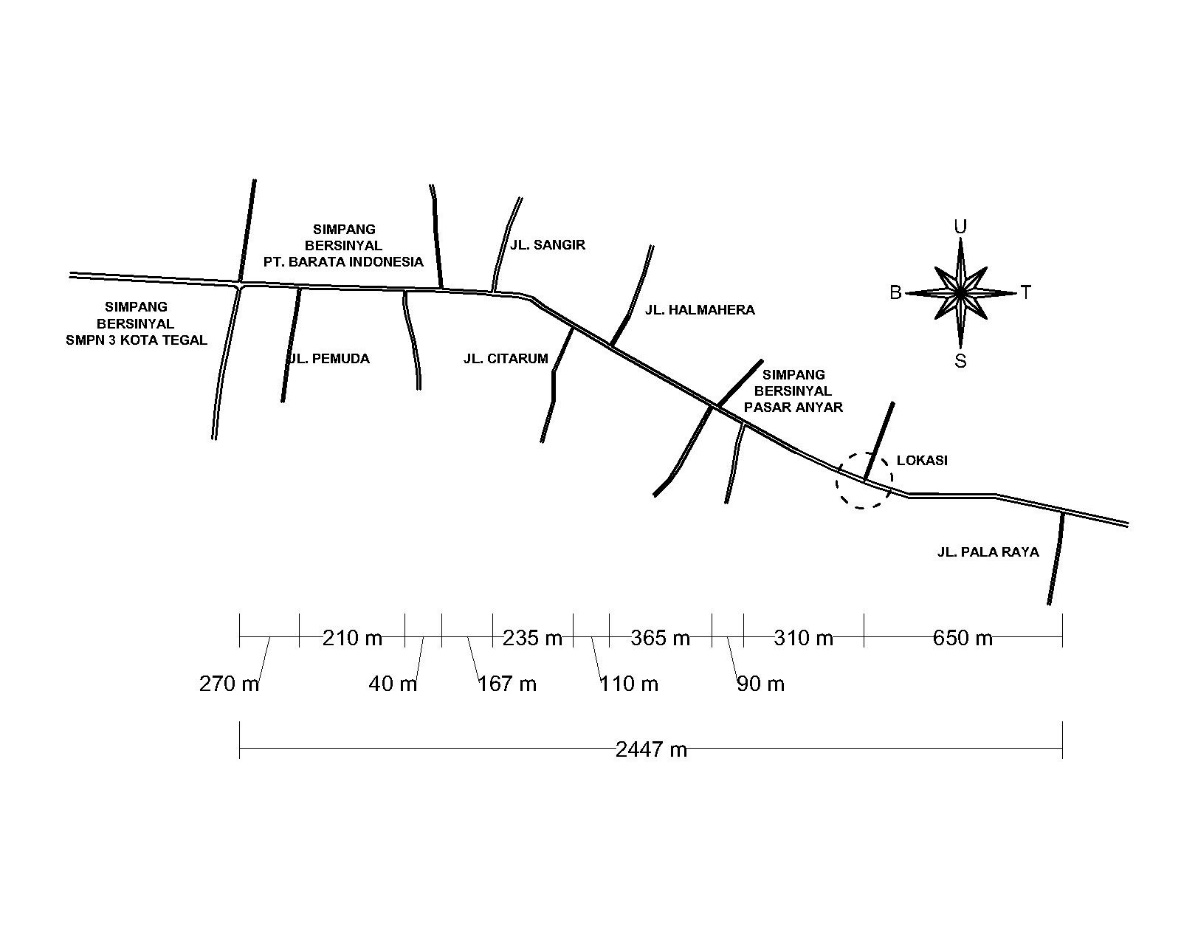 SIMPANG
BERSINYAL
PT. BARATA INDONESIA
JL. SANGIR
U
B
T
S
SIMPANG
BERSINYAL
SMPN 3 KOTA TEGAL
JL. HALMAHERA
JL. PEMUDA
JL. CITARUM
SIMPANG
BERSINYAL
PASAR ANYAR
LOKASI
JL. PALA RAYA
210 m
235 m
365 m
310 m
650 m
270 m
40 m
167 m
110 m
90 m
2447 m